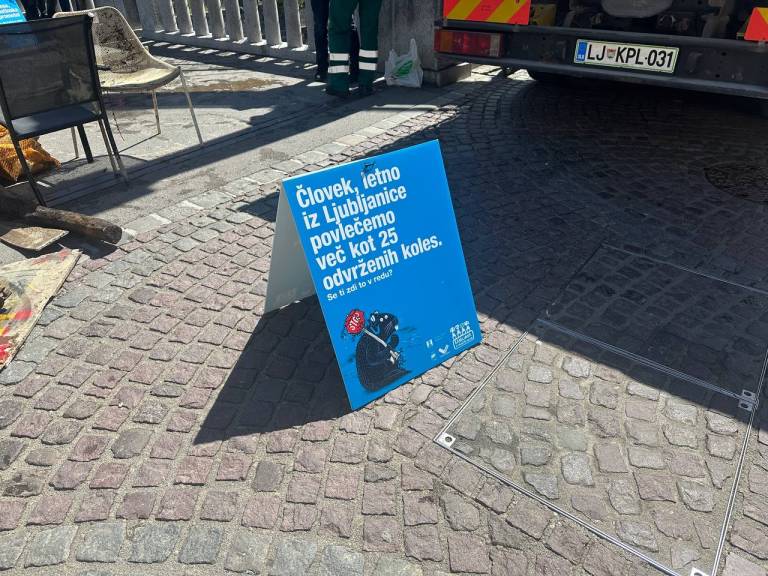 Človek, letno
iz Ljubljanice
povlečemo
več kot 25
odvrženih koles.
Se ti zdi to v redu?
LJ KPL-031